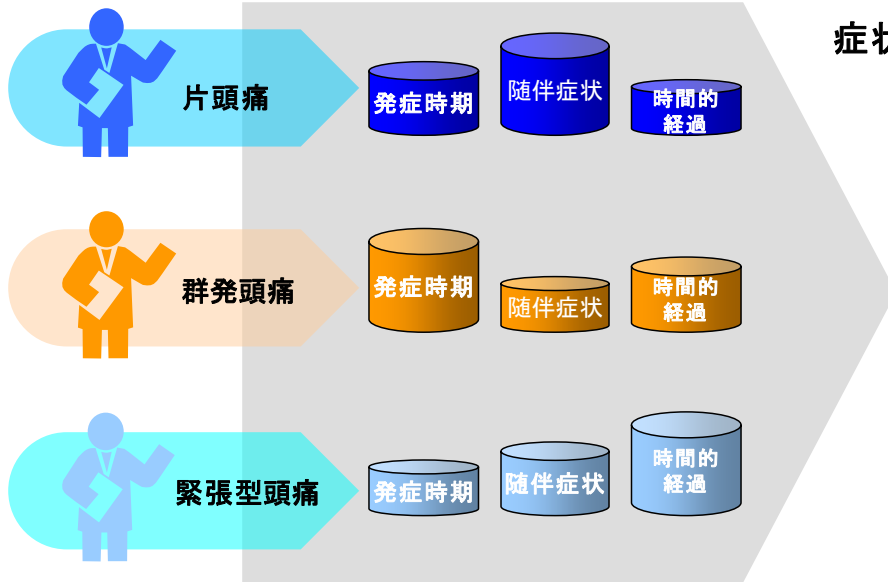 症状
片頭痛
発症時期
随伴症状
時間的
経過
群発頭痛
発症時期
随伴症状
時間的
経過
緊張型頭痛
発症時期
随伴症状
時間的
経過